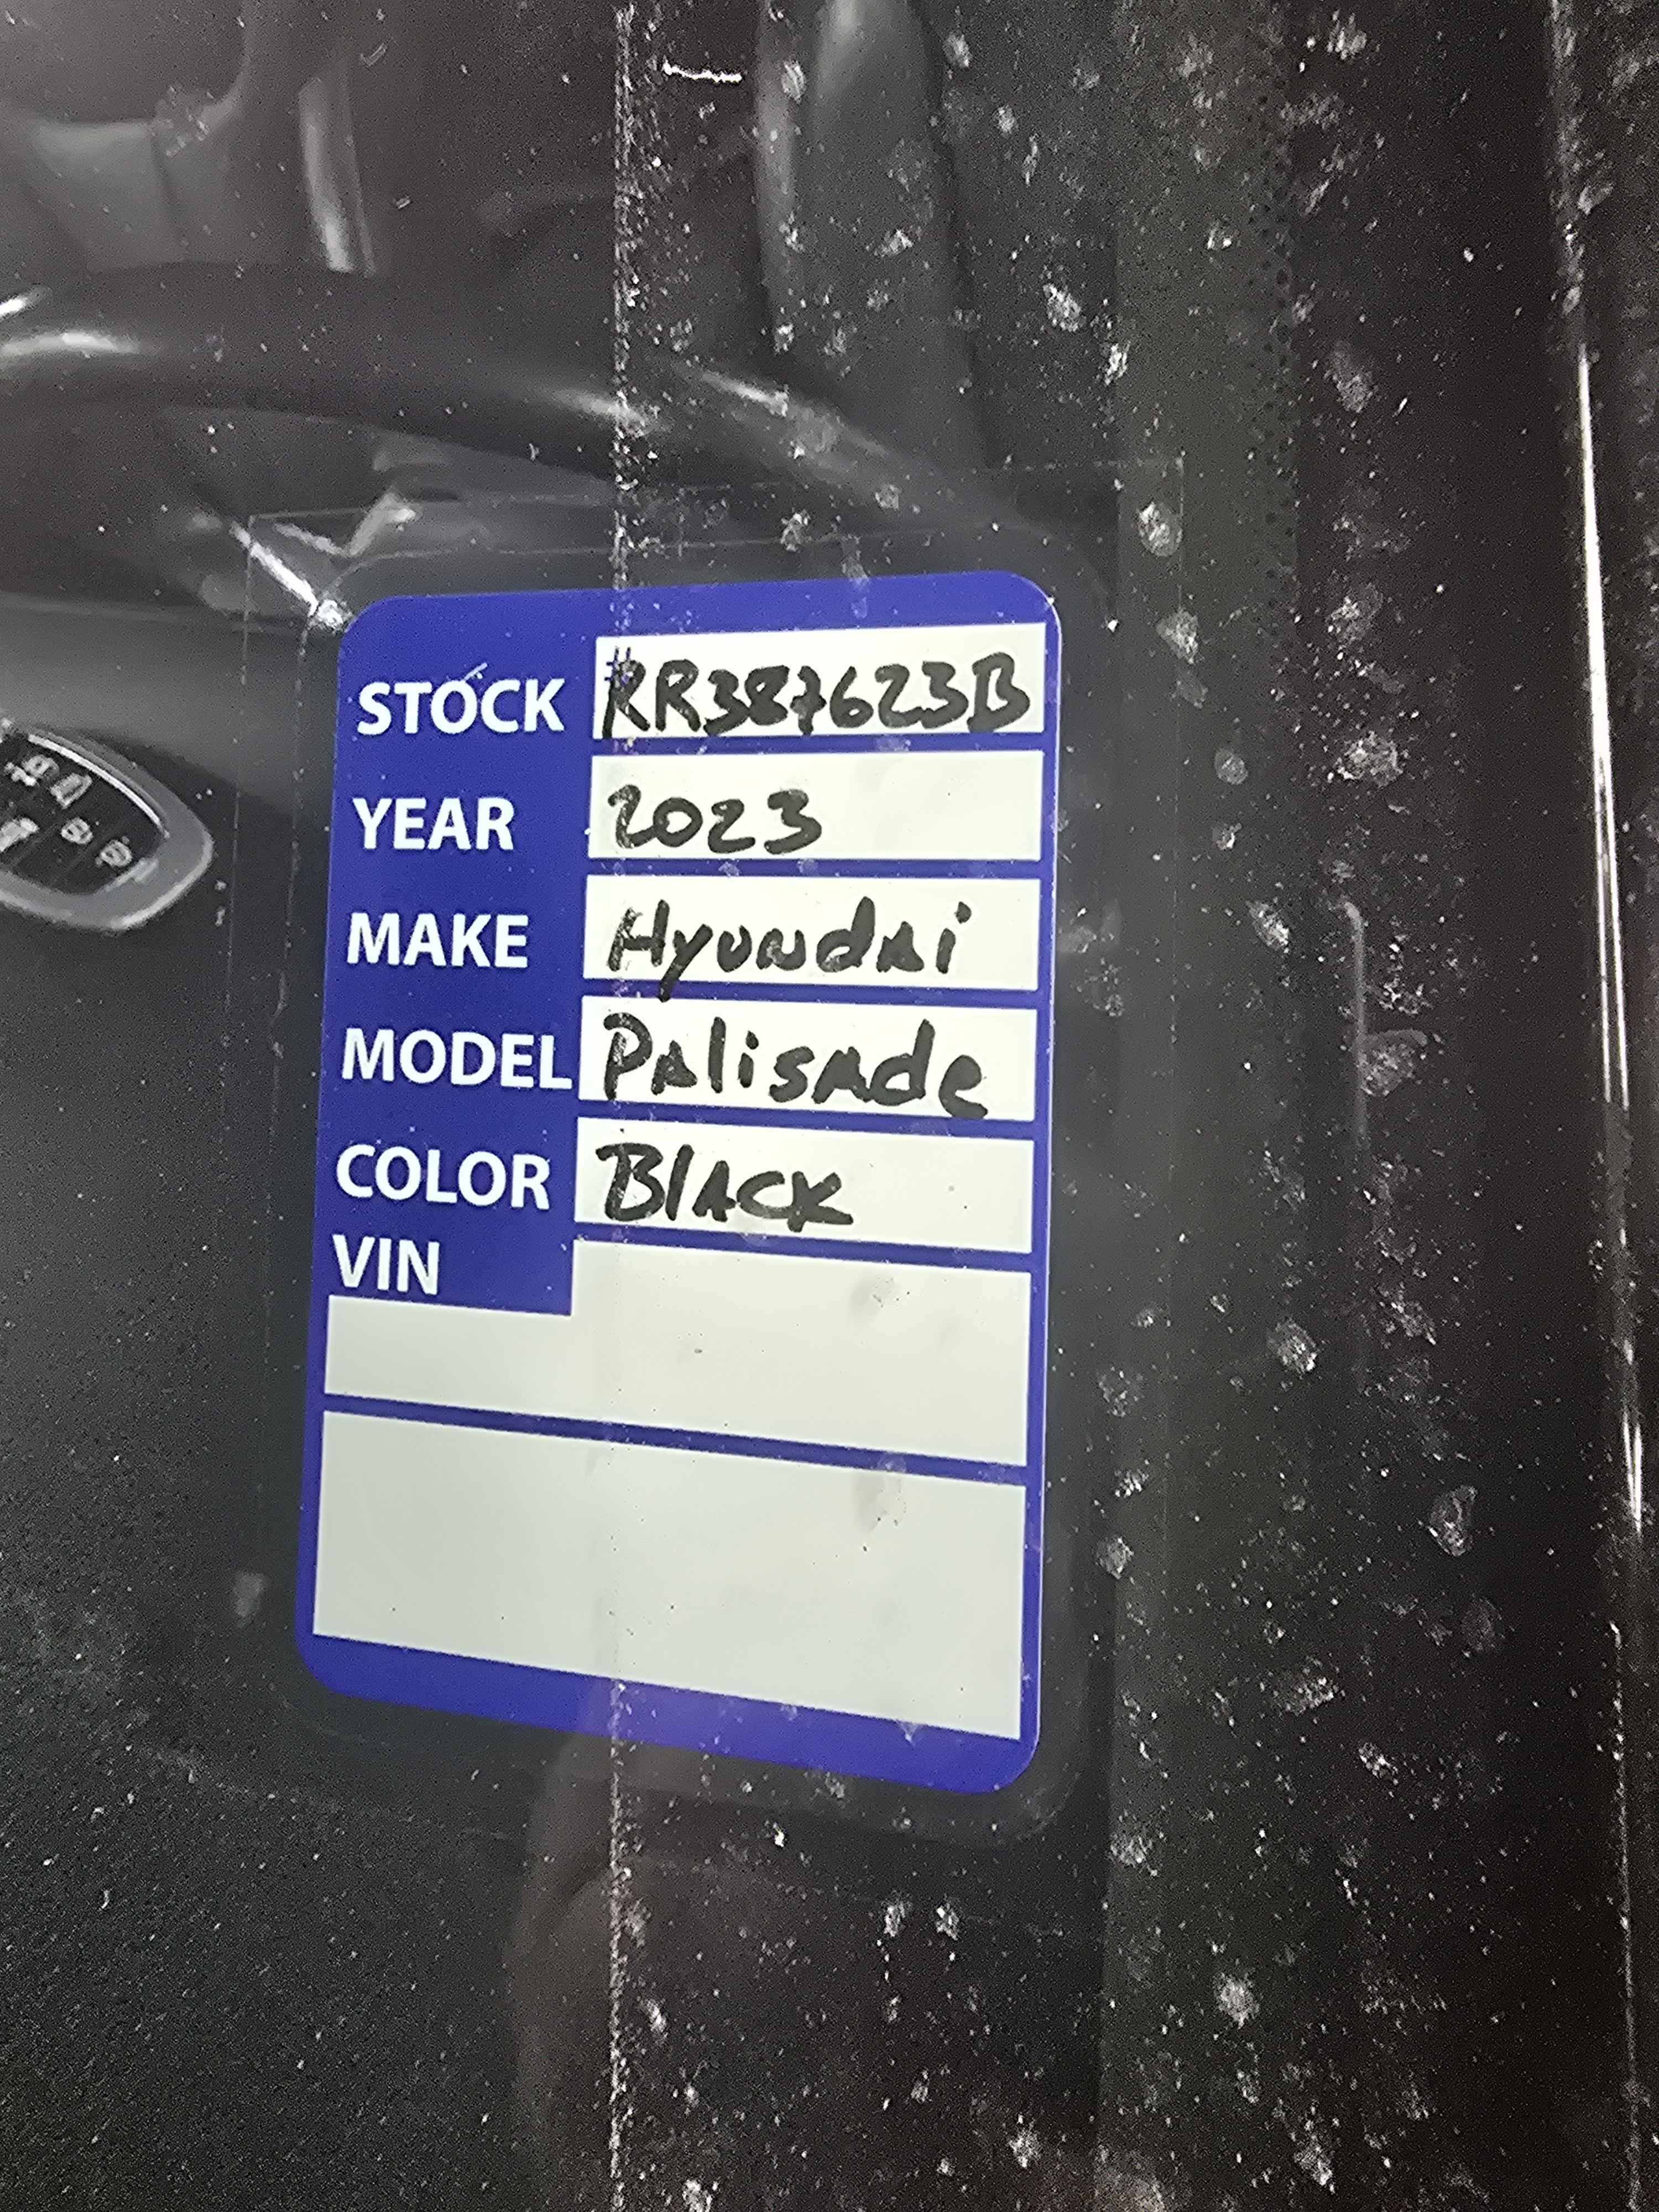 STOCK #RR387623B
YEAR 2023
MAKE Hyundai
MODEL Palisade
COLOR Black
VIN